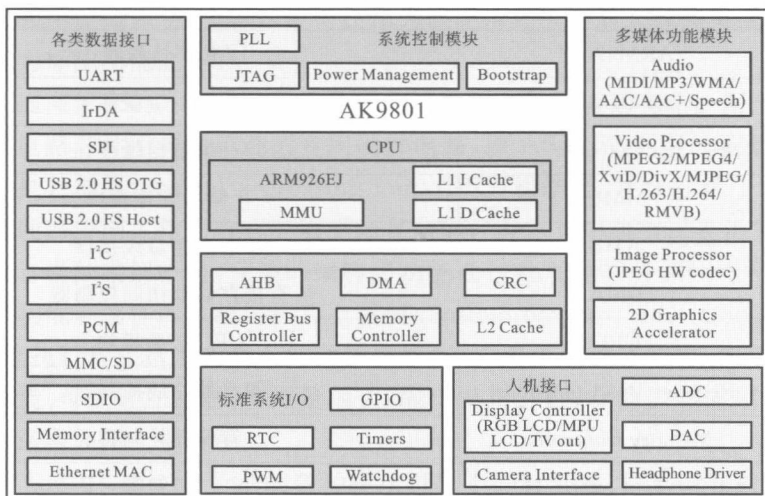 各类数据接口
UART
IrDA
SPI
USB 2.0 HS OTG
USB 2.0 FS Host
I²C
I²S
PCM
MMC/SD
SDIO
Memory Interface
Ethernet MAC
PLL
系统控制模块
JTAG
Power Management
Bootstrap
AK9801
CPU
ARM926EJ
L1 I Cache
MMU
L1 D Cache
AHB
DMA
CRC
Register Bus
Controller
Memory
Controller
L2 Cache
标准系统I/O
GPIO
RTC
Timers
PWM
Watchdog
多媒体功能模块
Audio
(MIDI/MP3/WMA/
AAC/AAC+/Speech)
Video Processor
(MPEG2/MPEG4/
XviD/DivX/MJPEG/
H.263/H.264/
RMVB)
Image Processor
(JPEG HW codec)
2D Graphics
Accelerator
人机接口
ADC
Display Controller
(RGB LCD/MPU
LCD/TV out)
DAC
Camera Interface
Headphone Driver